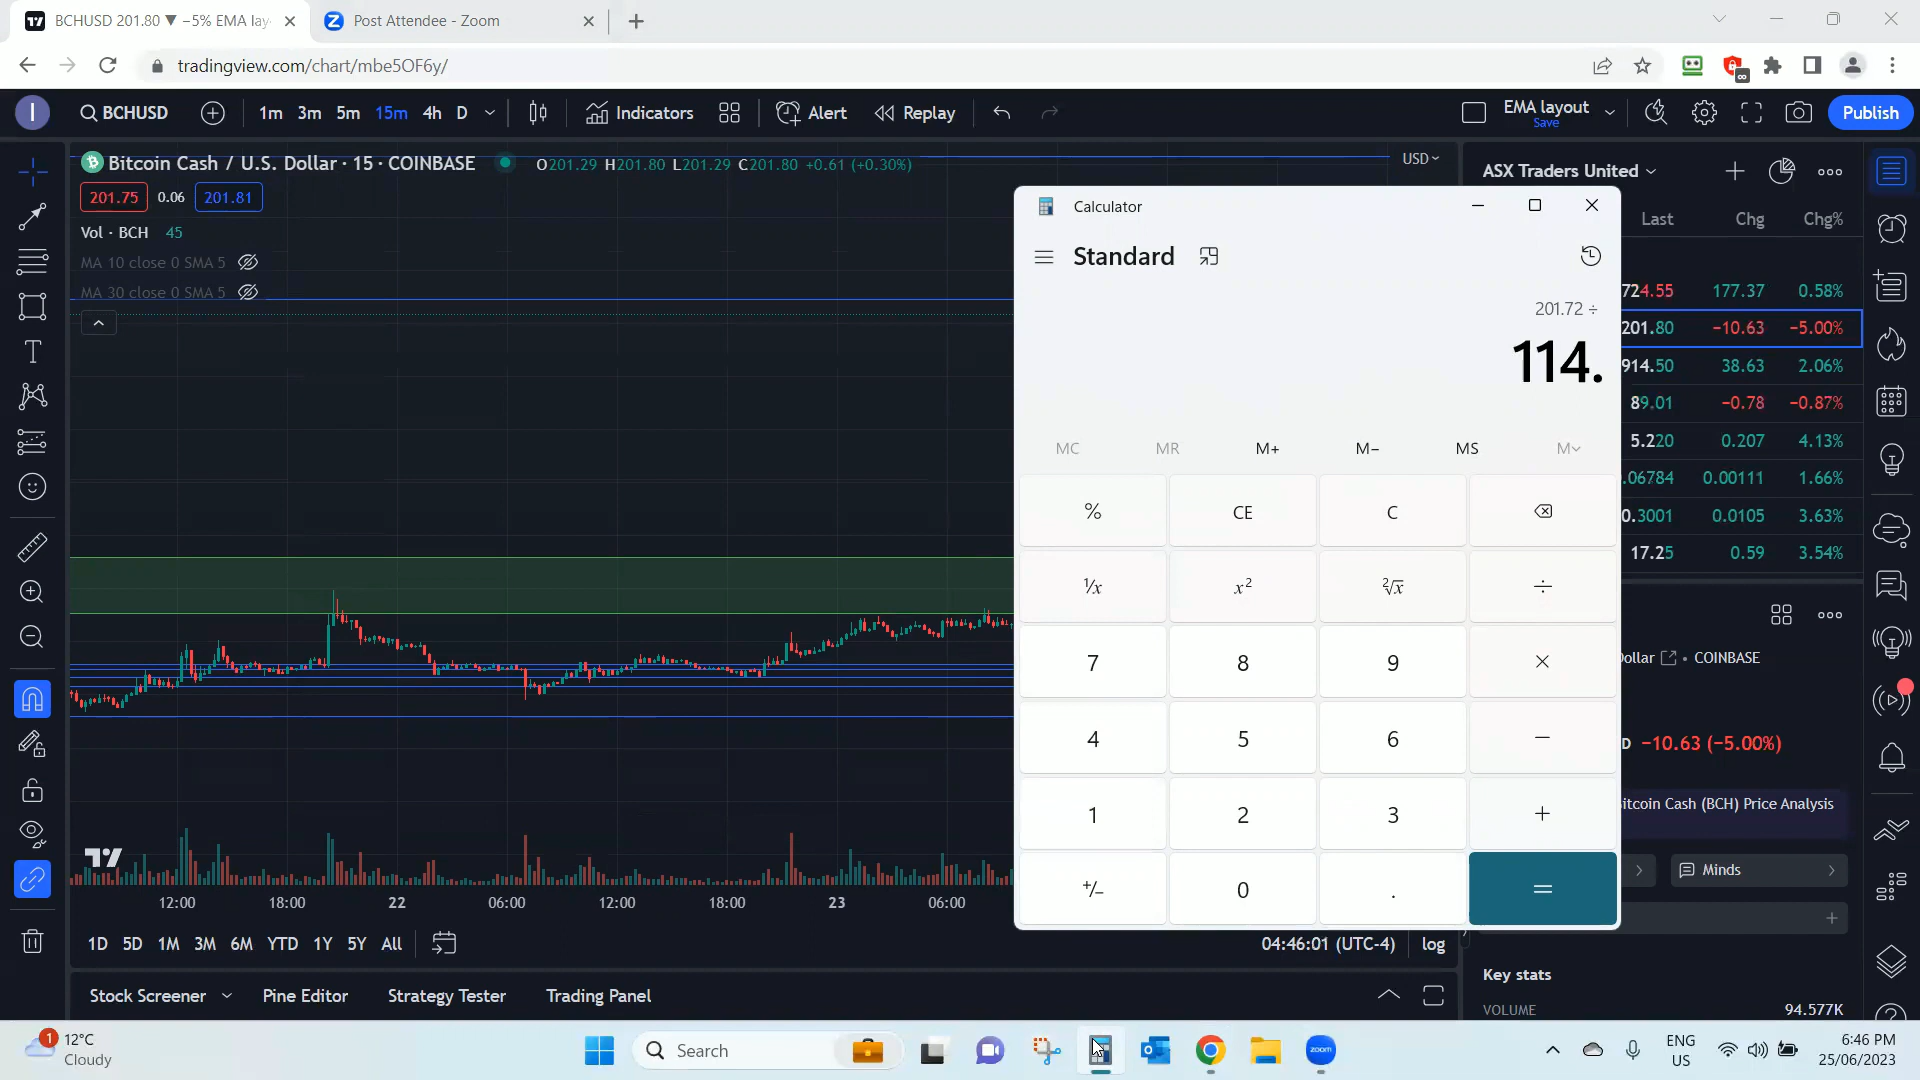 BCHUSD 201.80 ▼ −5% EMA lay
Post Attendee - Zoom
tradingview.com/chart/mbe5OF6y/
I
BCHUSD
1m 3m 5m 15m 4h D
Indicators
Alert
Replay
EMA layout
Save
Publish
Bitcoin Cash / U.S. Dollar · 15 · COINBASE
O201.29 H201.80 L201.29 C201.80 +0.61 (+0.30%)
USD
201.75 0.06 201.81
Vol · BCH 45
MA 10 close 0 SMA 5
MA 30 close 0 SMA 5
ASX Traders United
Last Chg Chg%
724.55 177.37 0.58%
201.80 −10.63 −5.00%
914.50 38.63 2.06%
89.01 −0.78 −0.87%
5.220 0.207 4.13%
.06784 0.00111 1.66%
0.3001 0.0105 3.63%
17.25 0.59 3.54%
Calculator
Standard
201.72 ÷
114.
MC MR M+ M− MS M
% CE C
¹/x x² ²√x ÷
7 8 9 ×
4 5 6 −
1 2 3 +
+/− 0 . =
ollar • COINBASE
D −10.63 (−5.00%)
itcoin Cash (BCH) Price Analysis
Minds
Key stats
VOLUME 94.577K
12:00 18:00 22 06:00 12:00 18:00 23 06:00
1D 5D 1M 3M 6M YTD 1Y 5Y All
04:46:01 (UTC-4) log
Stock Screener Pine Editor Strategy Tester Trading Panel
1
12°C
Cloudy
Search
zoom
ENG
US
6:46 PM
25/06/2023